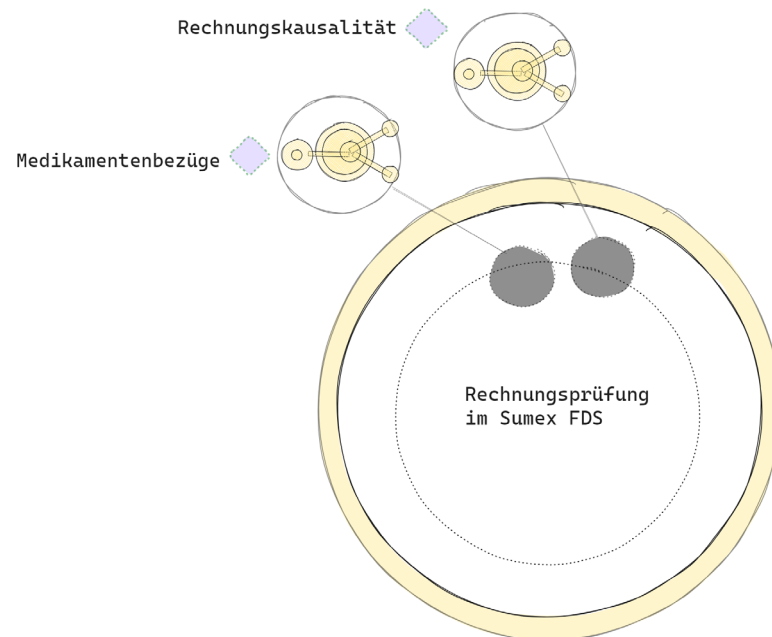 Rechnungskausalität
Medikamentenbezüge
Rechnungsprüfung
im Sumex FDS